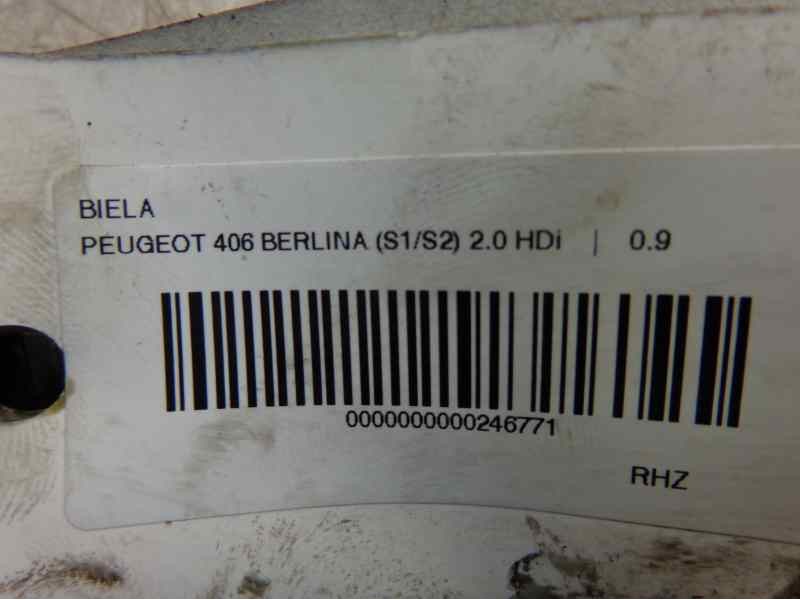 BIELA
PEUGEOT 406 BERLINA (S1/S2) 2.0 HDi | 0.9
0000000000246771
RHZ